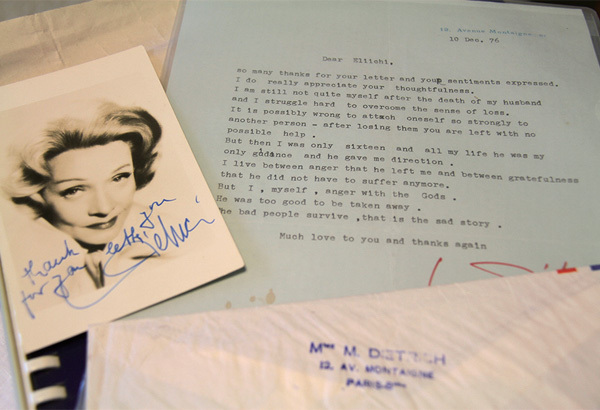 12, Avenue Montaigne
10 Dec. 76
Dear Eliichi.
so many thanks for your letter and your sentiments expressed.
I do really appreciate your thoughtfulness.
I am still not quite myself after the death of my husband
and I struggle hard to overcome the sense of loss.
It is possibly wrong to attach oneself so strongly to
another person - after losing them you are left with no
possible help .
But then I was only sixteen and all my life he was my
only guidance and he gave me direction .
I live between anger that he left me and between gratefulness
that he did not have to suffer anymore.
But I , myself , anger with the Gods .
He was too good to be taken away .
he bad people survive ,that is the sad story .
Much love to you and thanks again
Thank you
for your letter
Mme M. DIETRICH
12, AV. MONTAIGNE
PARIS-8me